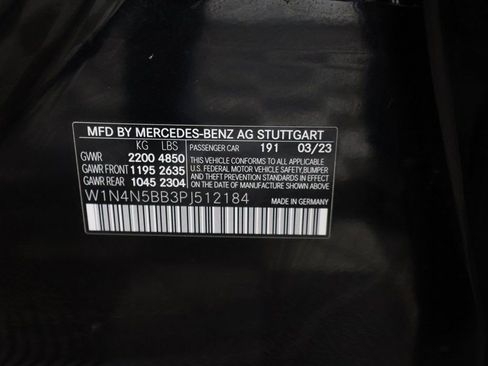 MFD BY MERCEDES-BENZ AG STUTTGART
KG LBS PASSENGER CAR 191 03/23
GWR 2200 4850 THIS VEHICLE CONFORMS TO ALL APPLICABLE
GAWR FRONT 1195 2635 U.S. FEDERAL MOTOR VEHICLE SAFETY, BUMPER
GAWR REAR 1045 2304 AND THEFT PREVENTION STANDARDS IN EFFECT
ON THE DATE OF MANUFACTURE SHOWN ABOVE.
W1N4N5BB3PJ512184 MADE IN GERMANY